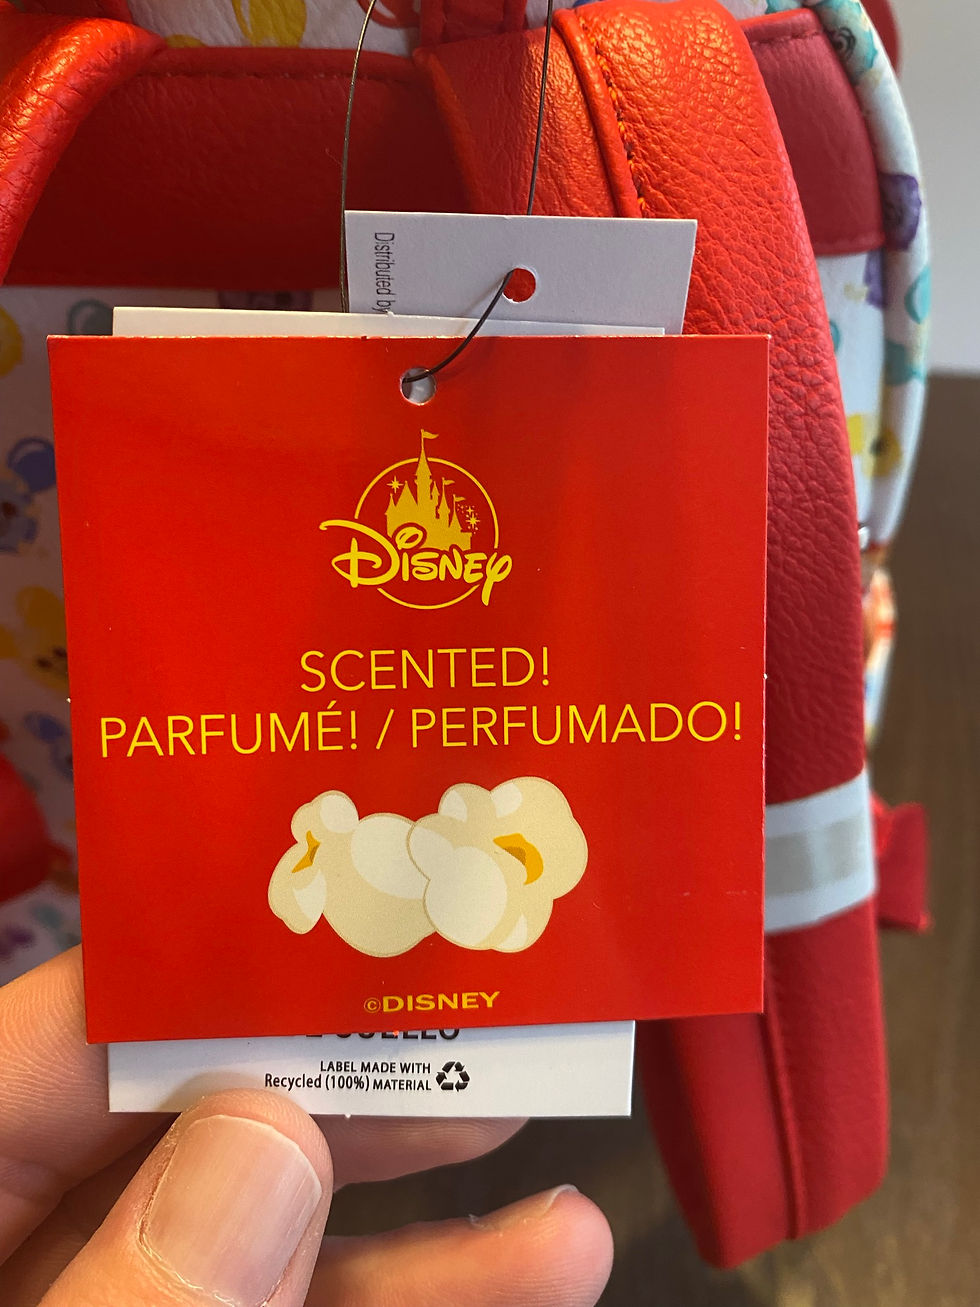 Distributed by
DISNEY
SCENTED!
PARFUMÉ! / PERFUMADO!
©DISNEY
LABEL MADE WITH
Recycled (100%) MATERIAL